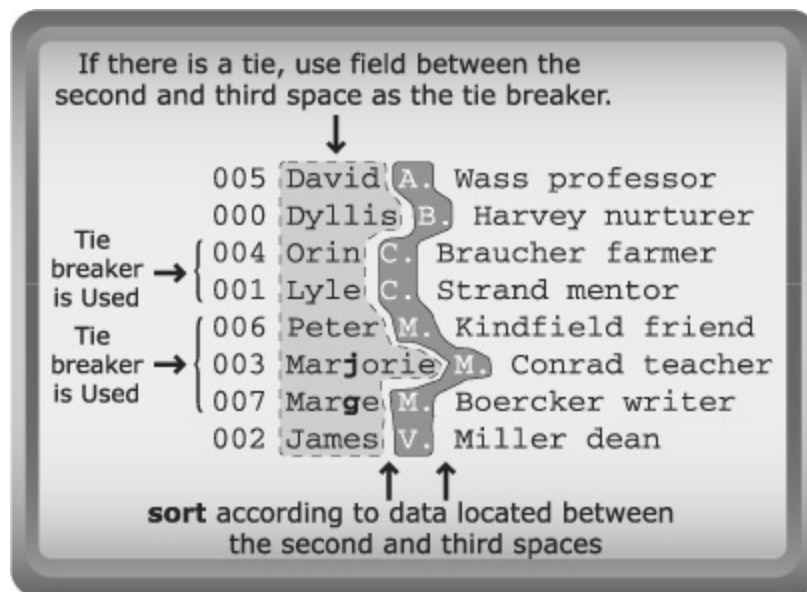 If there is a tie, use field between the
second and third space as the tie breaker.
005 David A. Wass professor
000 Dyllis B. Harvey nurturer
Tie
breaker
is Used
004 Orin C. Braucher farmer
001 Lyle C. Strand mentor
Tie
breaker
is Used
006 Peter M. Kindfield friend
003 Marjorie M. Conrad teacher
007 Marge M. Boercker writer
002 James V. Miller dean
sort according to data located between
the second and third spaces